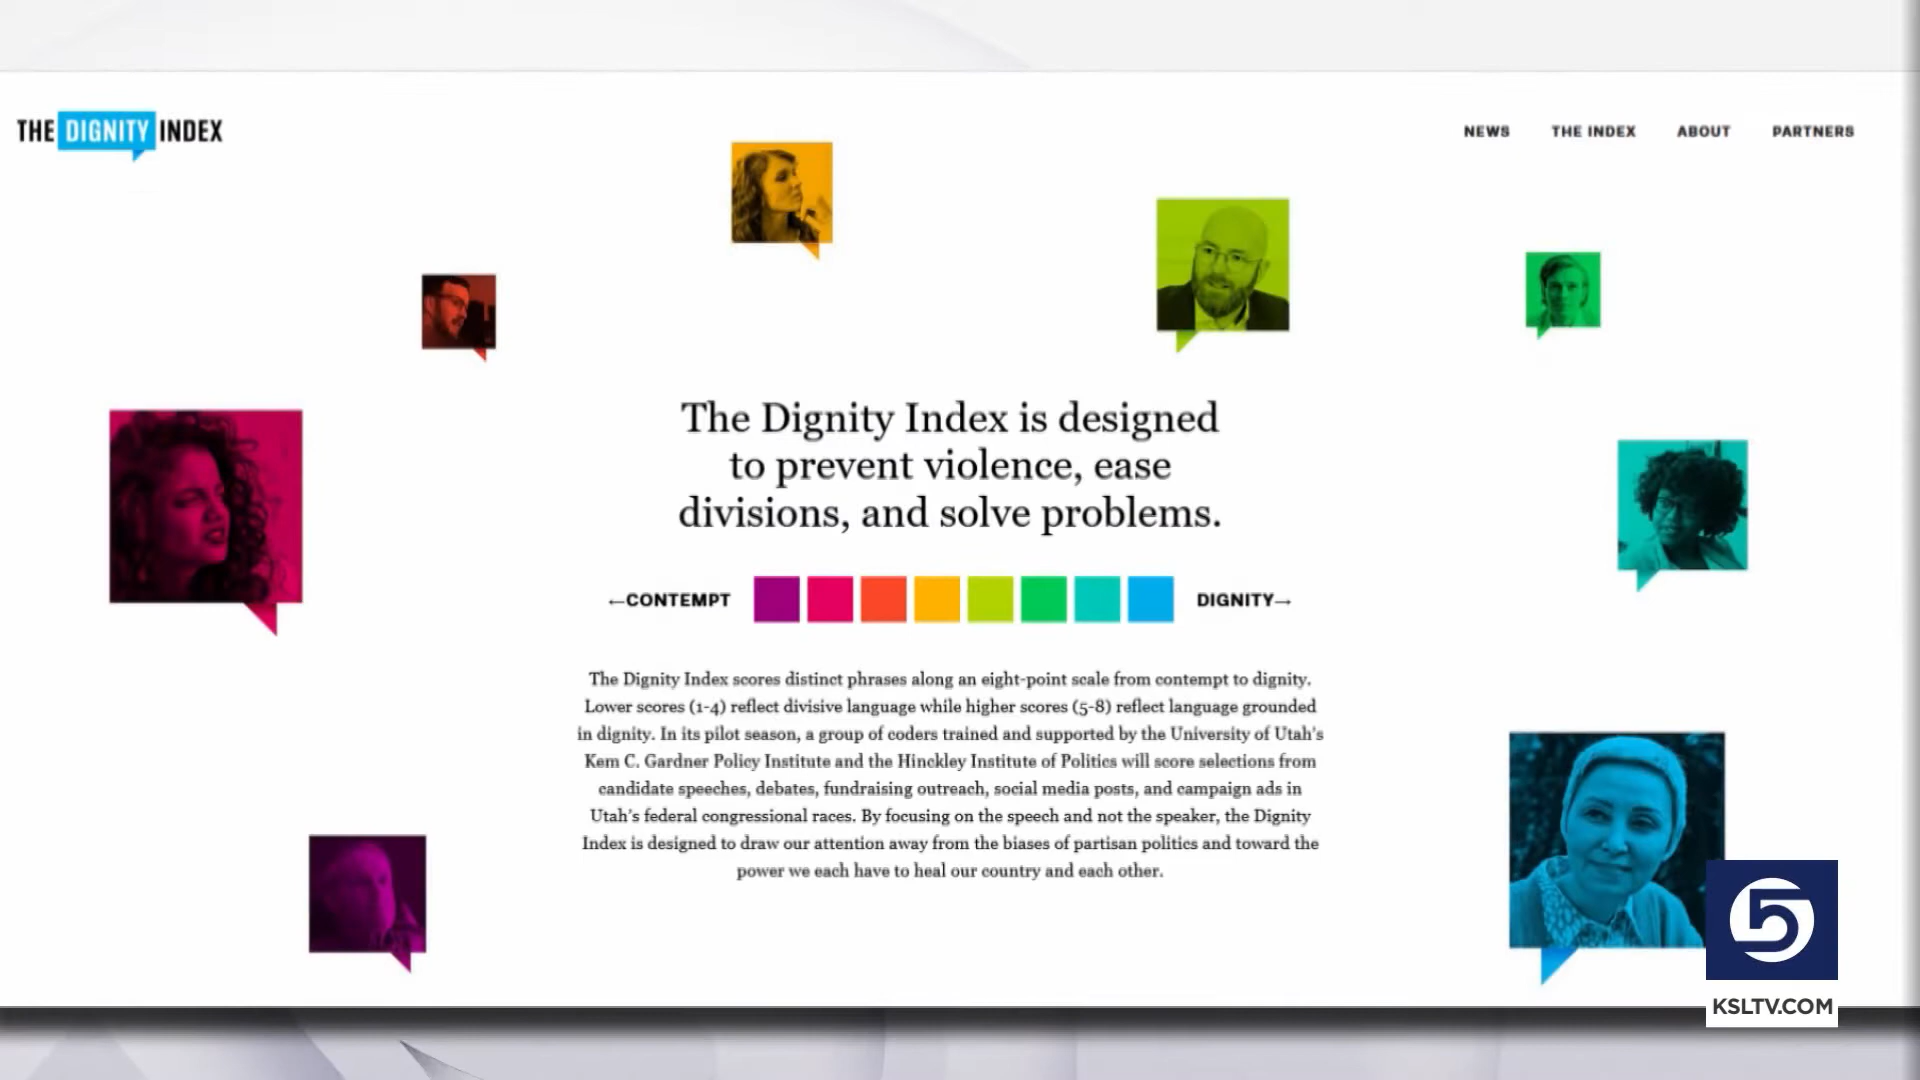 THE DIGNITY INDEX
NEWS THE INDEX ABOUT PARTNERS
The Dignity Index is designed
to prevent violence, ease
divisions, and solve problems.
←CONTEMPT DIGNITY→
The Dignity Index scores distinct phrases along an eight-point scale from contempt to dignity.
Lower scores (1-4) reflect divisive language while higher scores (5-8) reflect language grounded
in dignity. In its pilot season, a group of coders trained and supported by the University of Utah's
Kem C. Gardner Policy Institute and the Hinckley Institute of Politics will score selections from
candidate speeches, debates, fundraising outreach, social media posts, and campaign ads in
Utah's federal congressional races. By focusing on the speech and not the speaker, the Dignity
Index is designed to draw our attention away from the biases of partisan politics and toward the
power we each have to heal our country and each other.
5
KSLTV.COM